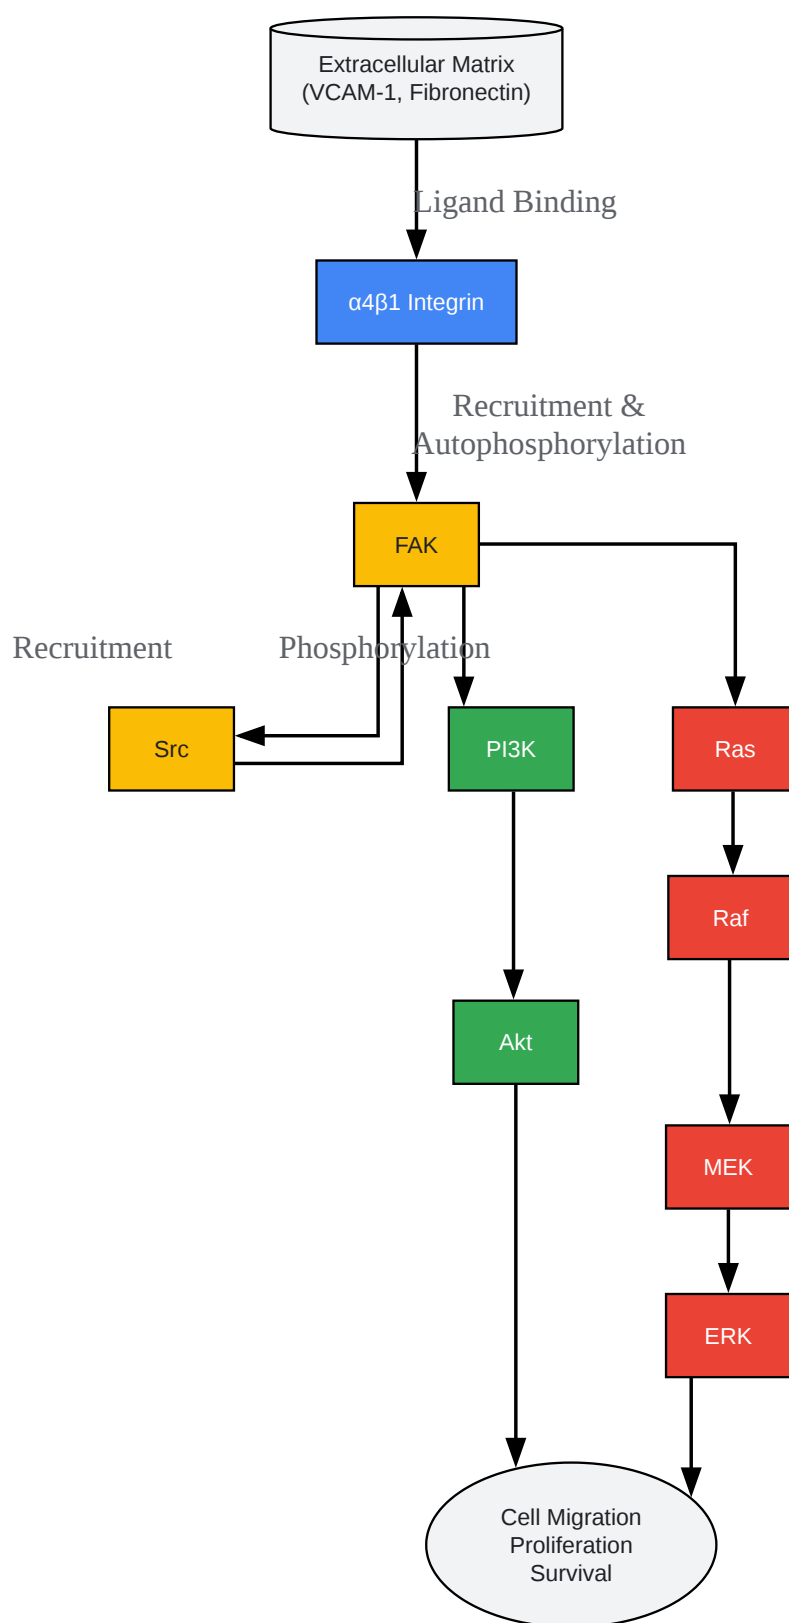 Extracellular Matrix
(VCAM-1, Fibronectin)
Ligand Binding
α4β1 Integrin
Recruitment &
Autophosphorylation
FAK
Recruitment
Phosphorylation
Src
PI3K
Ras
Raf
Akt
MEK
ERK
Cell Migration
Proliferation
Survival